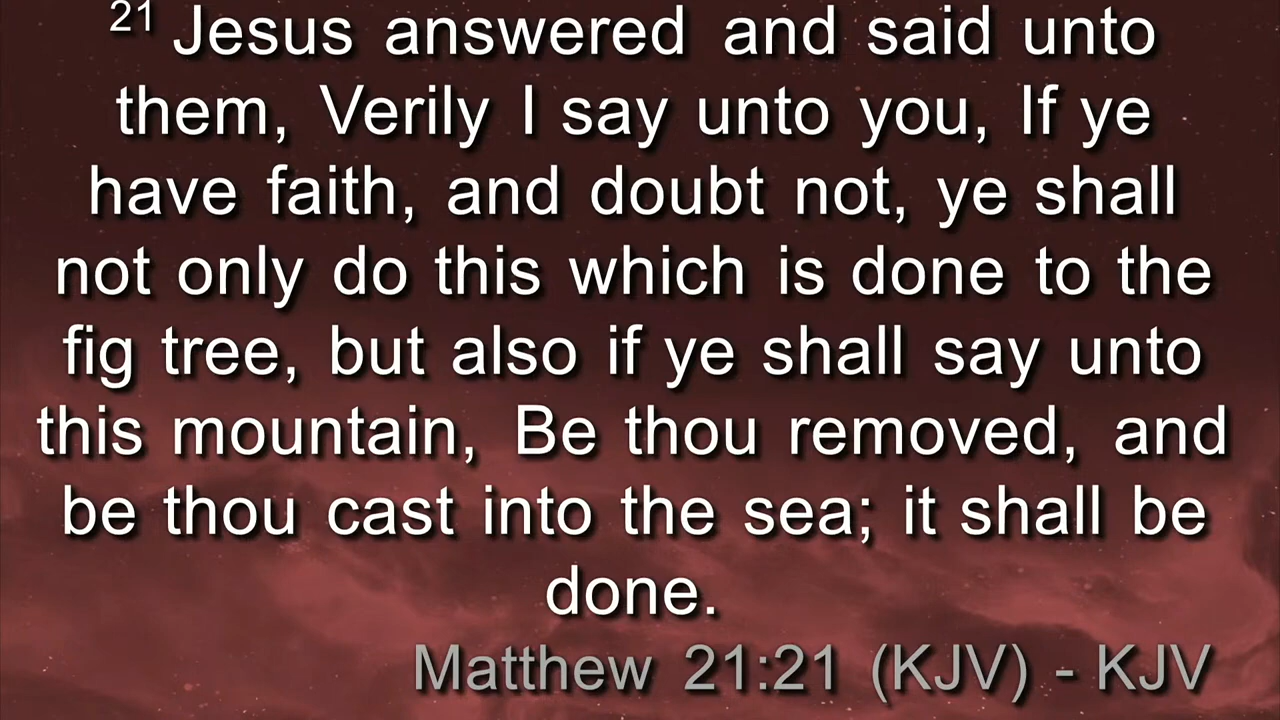 21 Jesus answered and said unto
them, Verily I say unto you, If ye
have faith, and doubt not, ye shall
not only do this which is done to the
fig tree, but also if ye shall say unto
this mountain, Be thou removed, and
be thou cast into the sea; it shall be
done.
Matthew 21:21 (KJV) - KJV